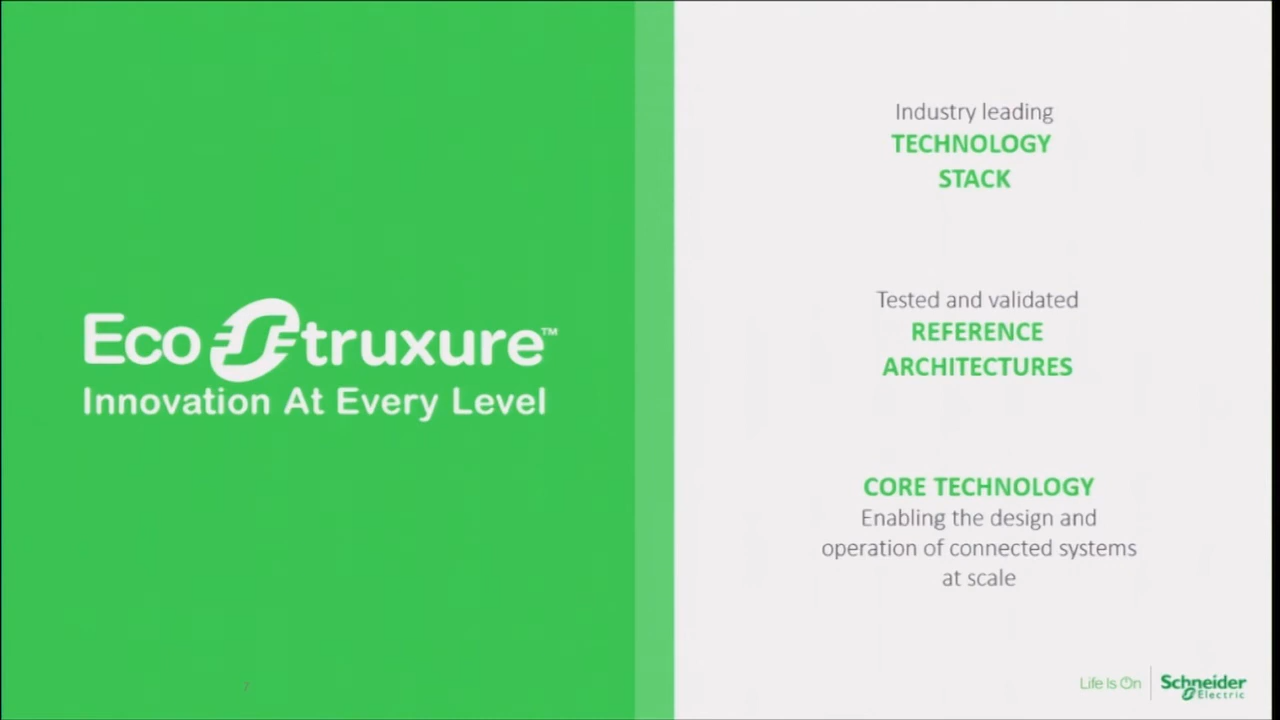 EcoStruxure™
Innovation At Every Level
Industry leading
TECHNOLOGY
STACK
Tested and validated
REFERENCE
ARCHITECTURES
CORE TECHNOLOGY
Enabling the design and
operation of connected systems
at scale
7
Life Is On
Schneider
Electric